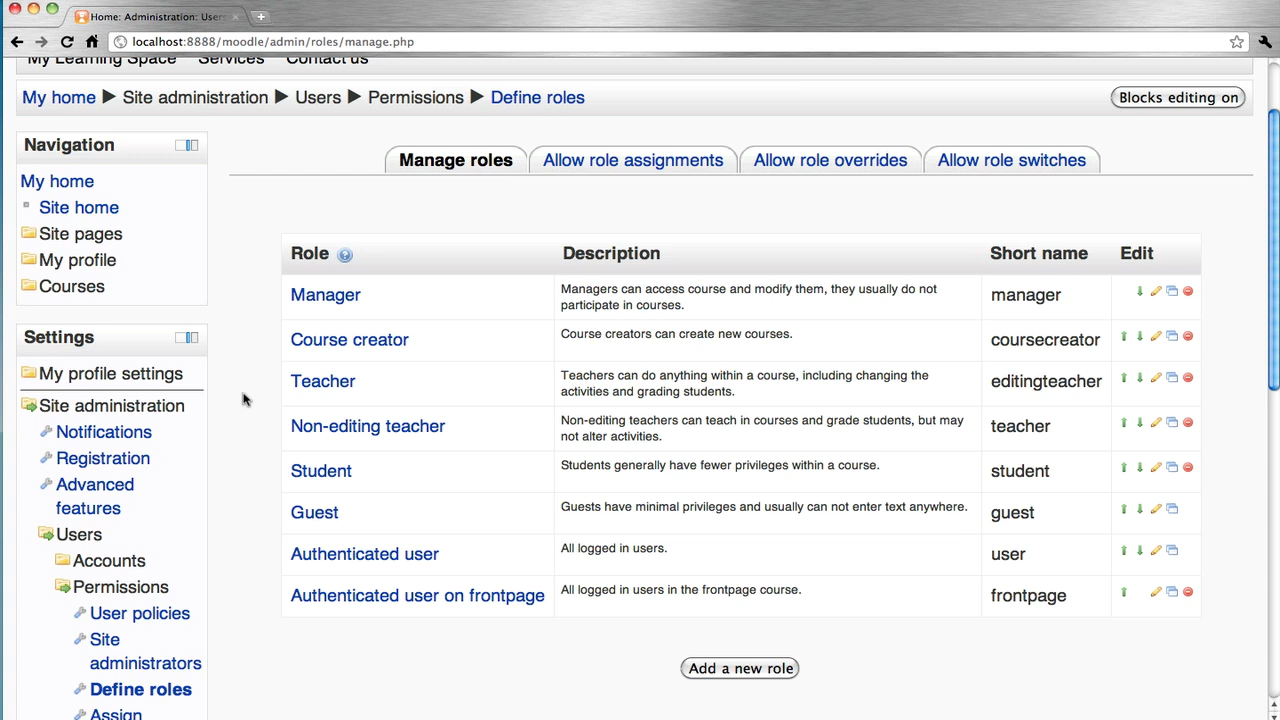 Home: Administration: Users
localhost:8888/moodle/admin/roles/manage.php
My Learning Space Services Contact us
My home ► Site administration ► Users ► Permissions ► Define roles
Blocks editing on
Navigation
My home
Site home
Site pages
My profile
Courses
Settings
My profile settings
Site administration
Notifications
Registration
Advanced
features
Users
Accounts
Permissions
User policies
Site
administrators
Define roles
Assign
Manage roles Allow role assignments Allow role overrides Allow role switches
Role Description Short name Edit
Manager Managers can access course and modify them, they usually do not
participate in courses. manager
Course creator Course creators can create new courses. coursecreator
Teacher Teachers can do anything within a course, including changing the
activities and grading students. editingteacher
Non-editing teacher Non-editing teachers can teach in courses and grade students, but may
not alter activities. teacher
Student Students generally have fewer privileges within a course. student
Guest Guests have minimal privileges and usually can not enter text anywhere. guest
Authenticated user All logged in users. user
Authenticated user on frontpage All logged in users in the frontpage course. frontpage
Add a new role